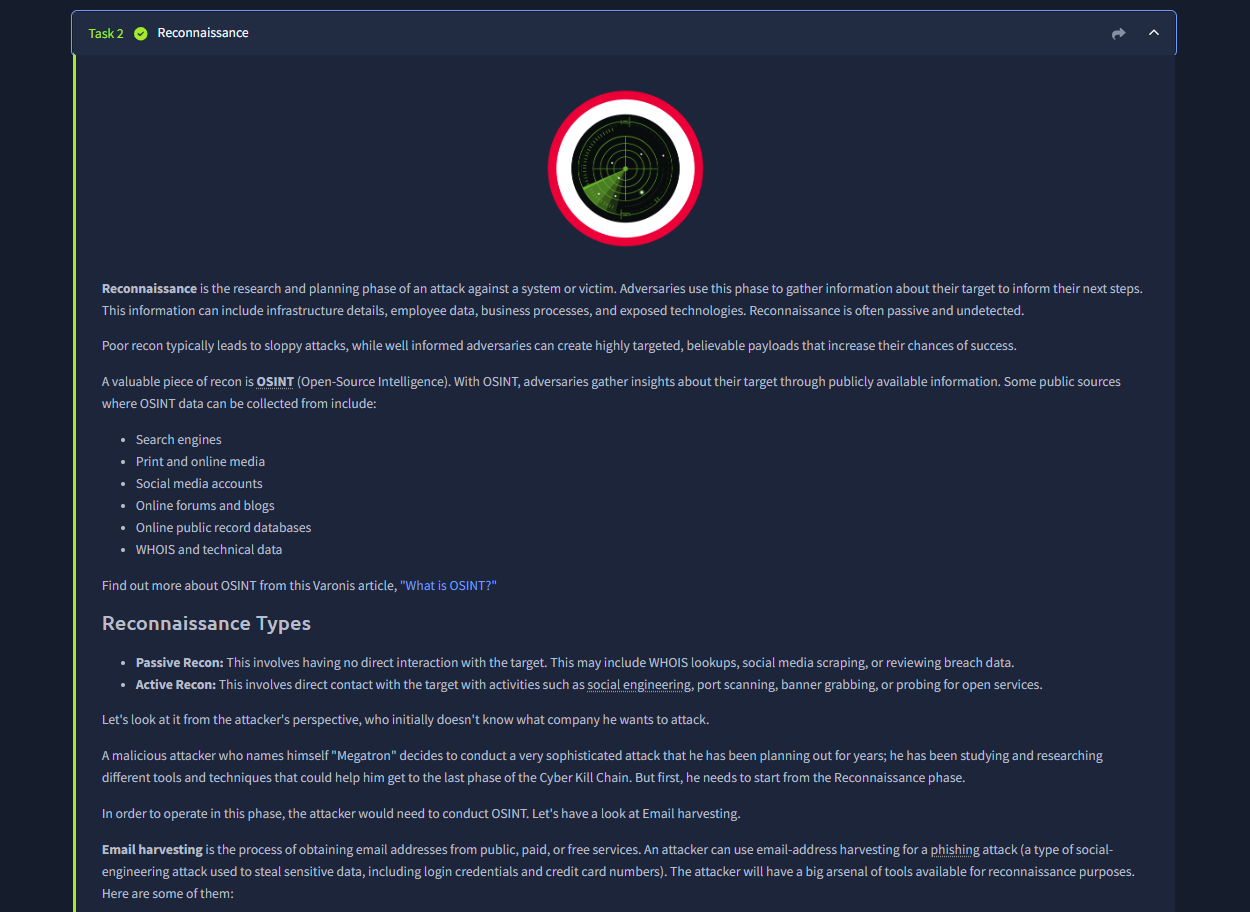 Task 2 Reconnaissance
Reconnaissance is the research and planning phase of an attack against a system or victim. Adversaries use this phase to gather information about their target to inform their next steps.
This information can include infrastructure details, employee data, business processes, and exposed technologies. Reconnaissance is often passive and undetected.
Poor recon typically leads to sloppy attacks, while well informed adversaries can create highly targeted, believable payloads that increase their chances of success.
A valuable piece of recon is OSINT (Open-Source Intelligence). With OSINT, adversaries gather insights about their target through publicly available information. Some public sources
where OSINT data can be collected from include:
• Search engines
• Print and online media
• Social media accounts
• Online forums and blogs
• Online public record databases
• WHOIS and technical data
Find out more about OSINT from this Varonis article, "What is OSINT?"
Reconnaissance Types
• Passive Recon: This involves having no direct interaction with the target. This may include WHOIS lookups, social media scraping, or reviewing breach data.
• Active Recon: This involves direct contact with the target with activities such as social engineering, port scanning, banner grabbing, or probing for open services.
Let's look at it from the attacker's perspective, who initially doesn't know what company he wants to attack.
A malicious attacker who names himself "Megatron" decides to conduct a very sophisticated attack that he has been planning out for years; he has been studying and researching
different tools and techniques that could help him get to the last phase of the Cyber Kill Chain. But first, he needs to start from the Reconnaissance phase.
In order to operate in this phase, the attacker would need to conduct OSINT. Let's have a look at Email harvesting.
Email harvesting is the process of obtaining email addresses from public, paid, or free services. An attacker can use email-address harvesting for a phishing attack (a type of social-
engineering attack used to steal sensitive data, including login credentials and credit card numbers). The attacker will have a big arsenal of tools available for reconnaissance purposes.
Here are some of them: